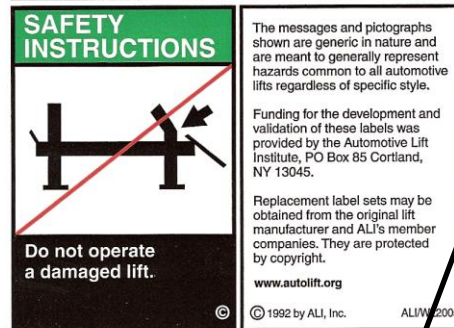 SAFETY
INSTRUCTIONS
Do not operate
a damaged lift.
©
The messages and pictographs
shown are generic in nature and
are meant to generally represent
hazards common to all automotive
lifts regardless of specific style.
Funding for the development and
validation of these labels was
provided by the Automotive Lift
Institute, PO Box 85 Cortland,
NY 13045.
Replacement label sets may be
obtained from the original lift
manufacturer and ALI's member
companies. They are protected
by copyright.
www.autolift.org
© 1992 by ALI, Inc.